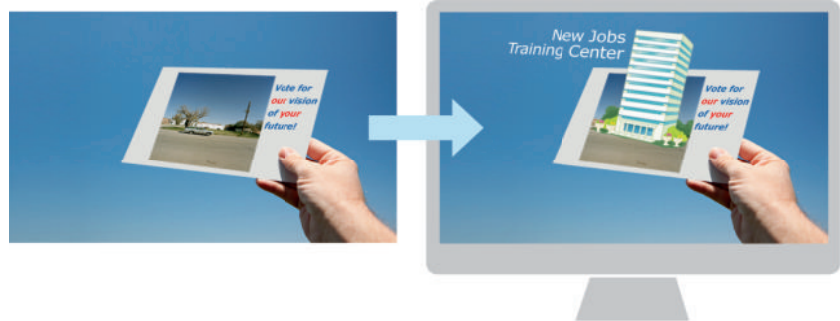 Vote for
our vision
of your
future!
New Jobs
Training Center
Vote for
our vision
of your
future!